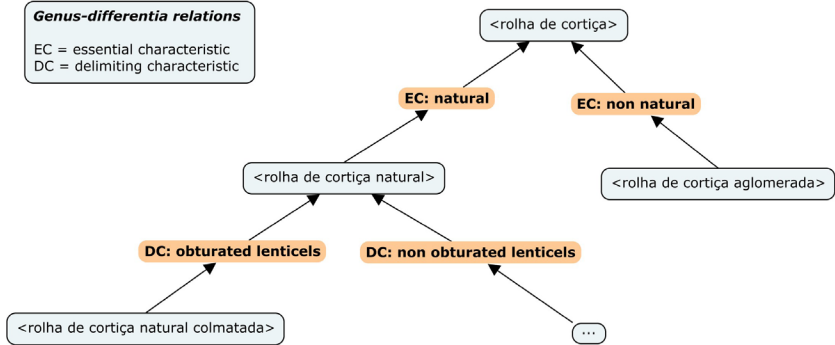 Genus-differentia relations
EC = essential characteristic
DC = delimiting characteristic
<rolha de cortiça>
EC: natural
EC: non natural
<rolha de cortiça natural>
<rolha de cortiça aglomerada>
DC: obturated lenticels
DC: non obturated lenticels
<rolha de cortiça natural colmatada>
...